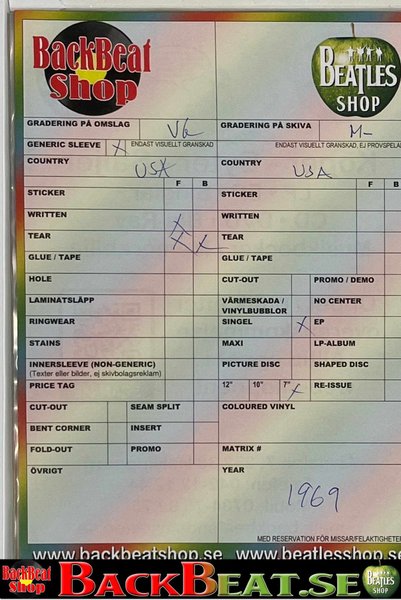 BACKBEAT
SHOP
BEATLES
SHOP
GRADERING PÅ OMSLAG VG GRADERING PÅ SKIVA M-
GENERIC SLEEVE X ENDAST VISUELLT GRANSKAD ENDAST VISUELLT GRANSKAD, EJ PROVSPELA
COUNTRY USA COUNTRY USA
F B F B
STICKER STICKER
WRITTEN X WRITTEN
TEAR X X TEAR
GLUE / TAPE GLUE / TAPE
HOLE CUT-OUT PROMO / DEMO
LAMINATSLÄPP VÄRMESKADA / VINYLBUBBLOR NO CENTER
RINGWEAR SINGEL X EP
STAINS MAXI LP-ALBUM
INNERSLEEVE (NON-GENERIC) PICTURE DISC SHAPED DISC
(Texter eller bilder, ej skivbolagsreklam)
PRICE TAG 12" 10" 7" X RE-ISSUE
CUT-OUT SEAM SPLIT COLOURED VINYL
BENT CORNER INSERT
FOLD-OUT PROMO MATRIX #
ÖVRIGT YEAR
1969
MED RESERVATION FÖR MISSAR/FELAKTIGHETER
www.backbeatshop.se www.beatlesshop.se
BACKBEAT SHOP BACKBEAT.SE BEATLES SHOP